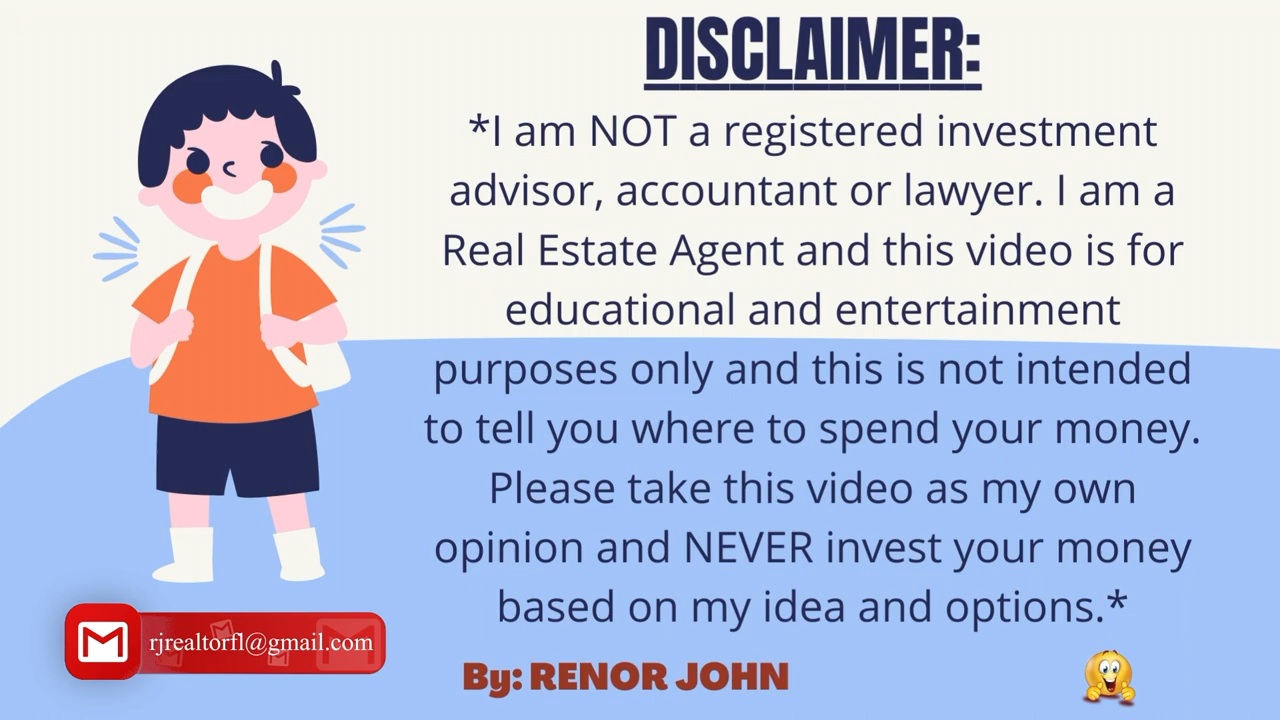 DISCLAIMER:
*I am NOT a registered investment
advisor, accountant or lawyer. I am a
Real Estate Agent and this video is for
educational and entertainment
purposes only and this is not intended
to tell you where to spend your money.
Please take this video as my own
opinion and NEVER invest your money
based on my idea and options.*
rjrealtorfl@gmail.com
By: RENOR JOHN